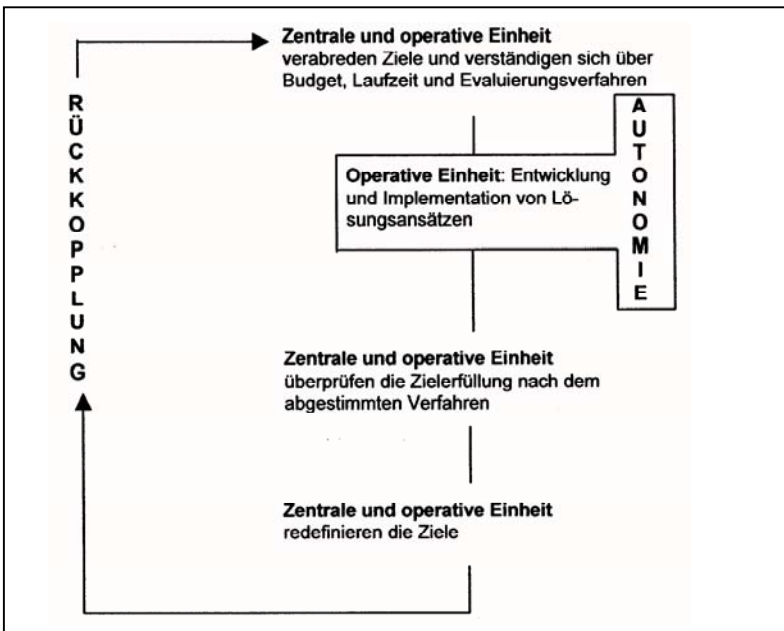 Zentrale und operative Einheit
verabreden Ziele und verständigen sich über
Budget, Laufzeit und Evaluierungsverfahren
RÜCKKOPPLUNG
AUTONOMIE
Operative Einheit: Entwicklung
und Implementation von Lö-
sungsansätzen
Zentrale und operative Einheit
überprüfen die Zielerfüllung nach dem
abgestimmten Verfahren
Zentrale und operative Einheit
redefinieren die Ziele